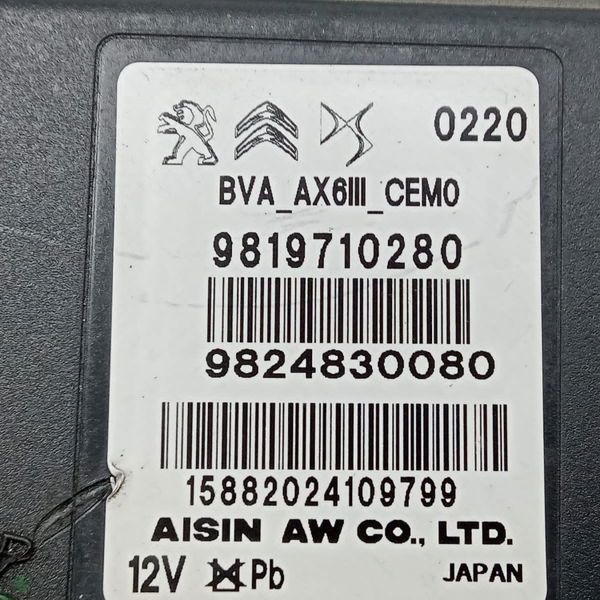 0220
BVA_AX6III_CEM0
9819710280
9824830080
15882024109799
AISIN AW CO., LTD.
12V Pb JAPAN